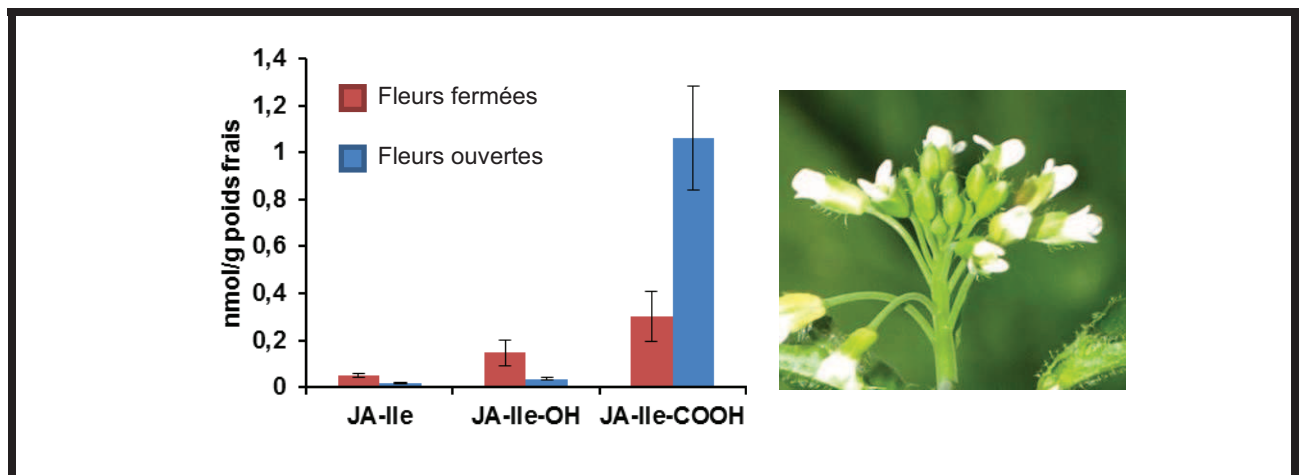 nmol/g poids frais
1,4
1,2
1
0,8
0,6
0,4
0,2
0
Fleurs fermées
Fleurs ouvertes
JA-Ile
JA-Ile-OH
JA-Ile-COOH